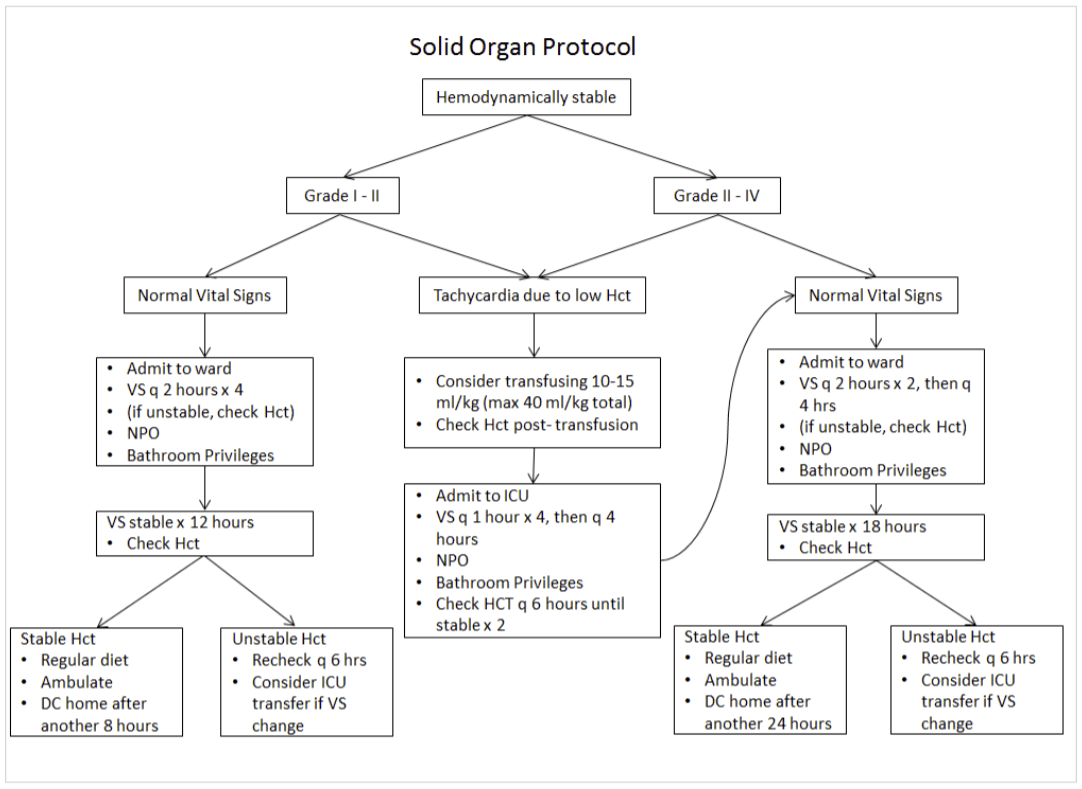 Solid Organ Protocol
Hemodynamically stable
Grade I - II
Grade II - IV
Normal Vital Signs
Tachycardia due to low Hct
Normal Vital Signs
• Admit to ward
• VS q 2 hours x 4
• (if unstable, check Hct)
• NPO
• Bathroom Privileges
• Consider transfusing 10-15
ml/kg (max 40 ml/kg total)
• Check Hct post- transfusion
• Admit to ward
• VS q 2 hours x 2, then q
4 hrs
• (if unstable, check Hct)
• NPO
• Bathroom Privileges
VS stable x 12 hours
• Check Hct
• Admit to ICU
• VS q 1 hour x 4, then q 4
hours
• NPO
• Bathroom Privileges
• Check HCT q 6 hours until
stable x 2
VS stable x 18 hours
• Check Hct
Stable Hct
• Regular diet
• Ambulate
• DC home after
another 8 hours
Unstable Hct
• Recheck q 6 hrs
• Consider ICU
transfer if VS
change
Stable Hct
• Regular diet
• Ambulate
• DC home after
another 24 hours
Unstable Hct
• Recheck q 6 hrs
• Consider ICU
transfer if VS
change